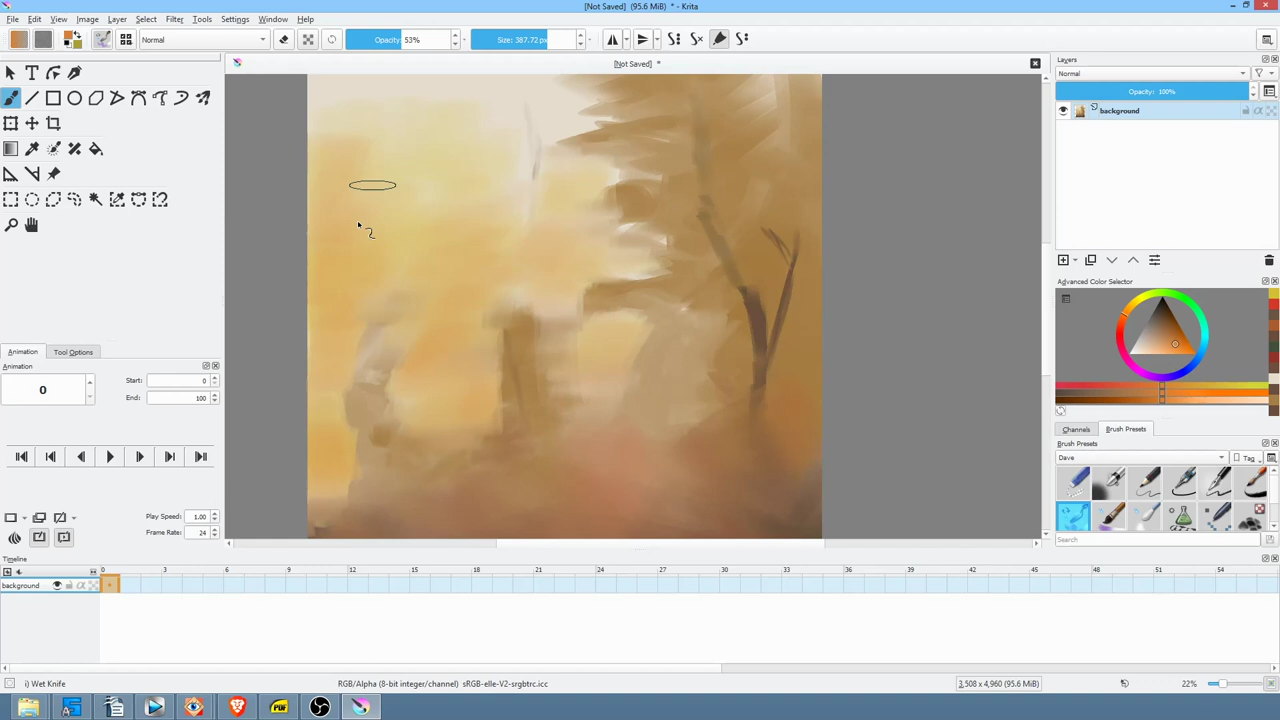 [Not Saved] (95.6 MiB) * - Krita
File Edit View Image Layer Select Filter Tools Settings Window Help
Normal
Opacity: 53%
Size: 387.72 px
[Not Saved] *
Layers
Normal
Opacity: 100%
background
Advanced Color Selector
Animation Tool Options
Animation
0
Start: 0
End: 100
Play Speed: 1.00
Frame Rate: 24
Channels Brush Presets
Brush Presets
Dave
Tag
Search
Timeline
0 3 6 9 12 15 18 21 24 27 30 33 36 39 42 45 48 51 54
background
i) Wet Knife
RGB/Alpha (8-bit integer/channel) sRGB-elle-V2-srgbtrc.icc
3,508 x 4,960 (95.6 MiB)
22%
PDF